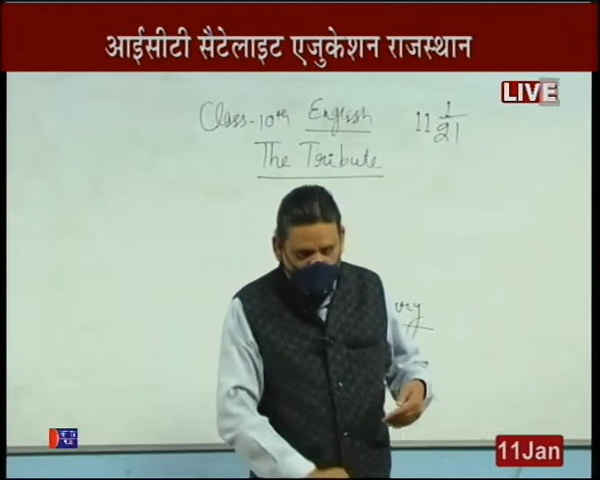 आईसीटी सैटेलाइट एजुकेशन राजस्थान
LIVE
Class-10th English 11 1/21
The Tribute
11Jan